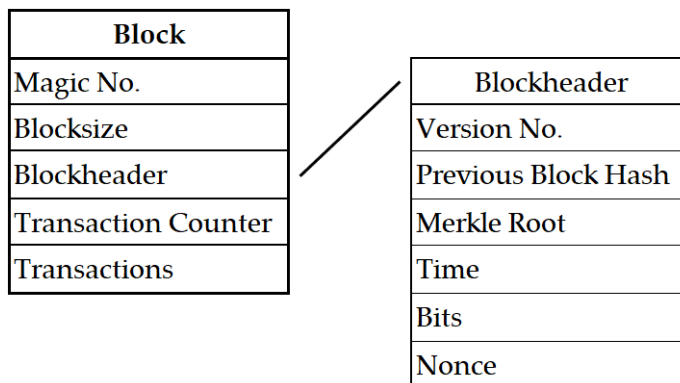 Block
Magic No.
Blocksize
Blockheader
Transaction Counter
Transactions
Blockheader
Version No.
Previous Block Hash
Merkle Root
Time
Bits
Nonce